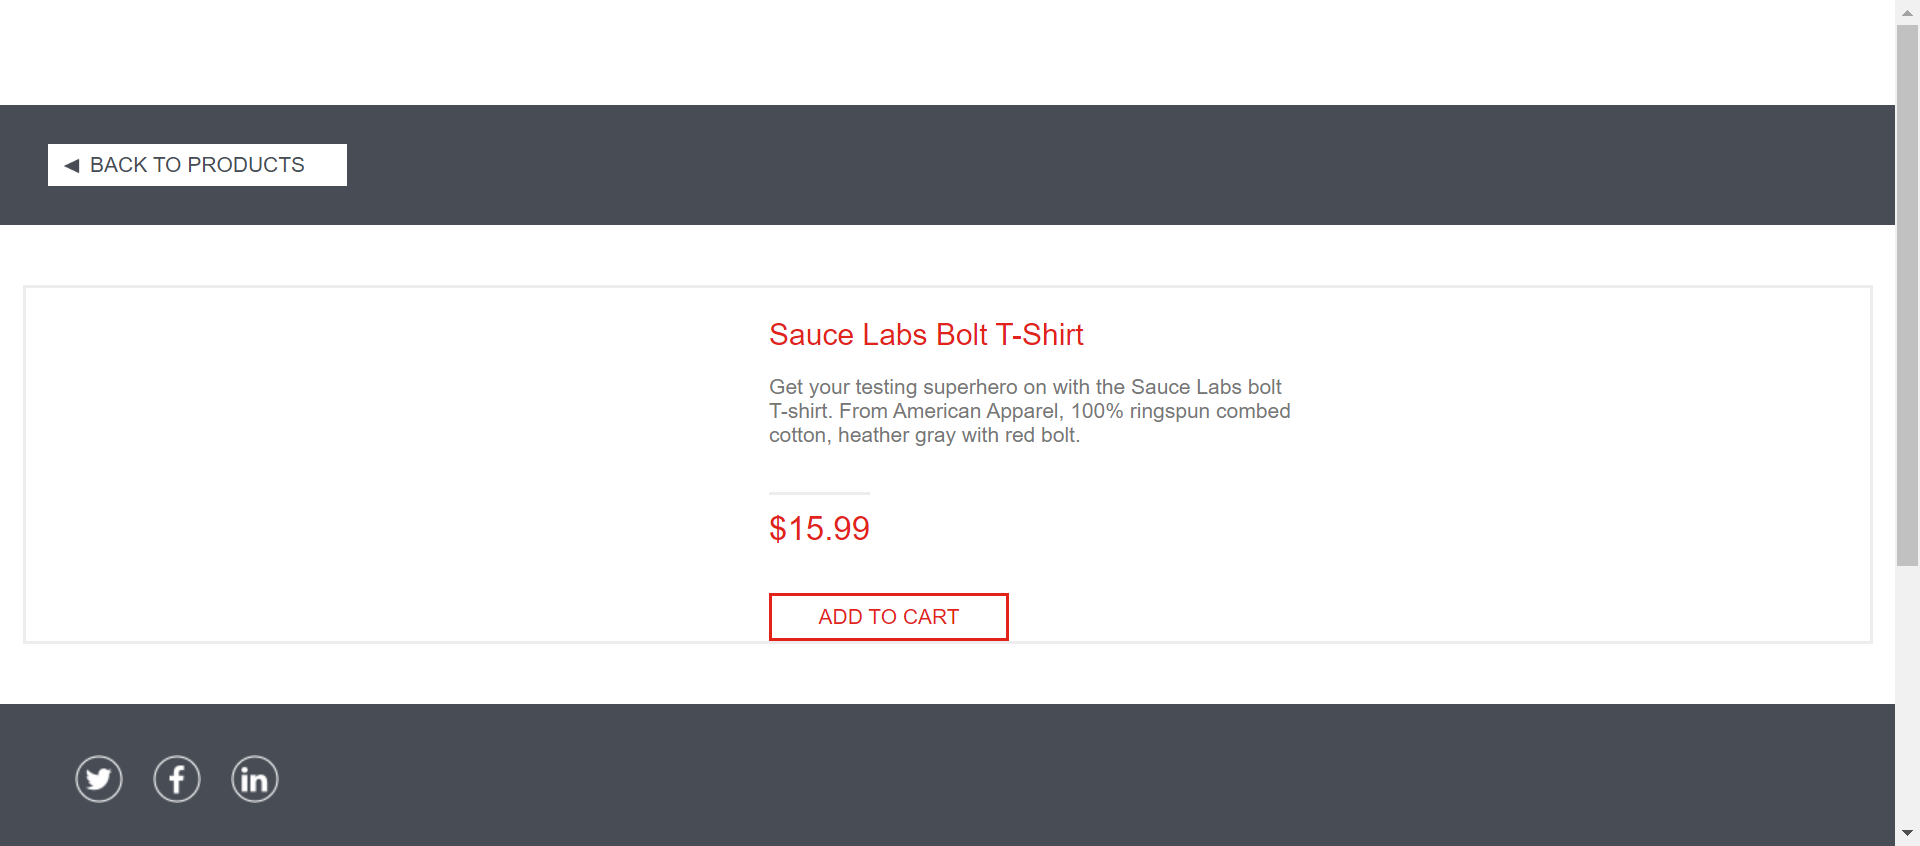 BACK TO PRODUCTS
Sauce Labs Bolt T-Shirt
Get your testing superhero on with the Sauce Labs bolt
T-shirt. From American Apparel, 100% ringspun combed
cotton, heather gray with red bolt.
$15.99
ADD TO CART